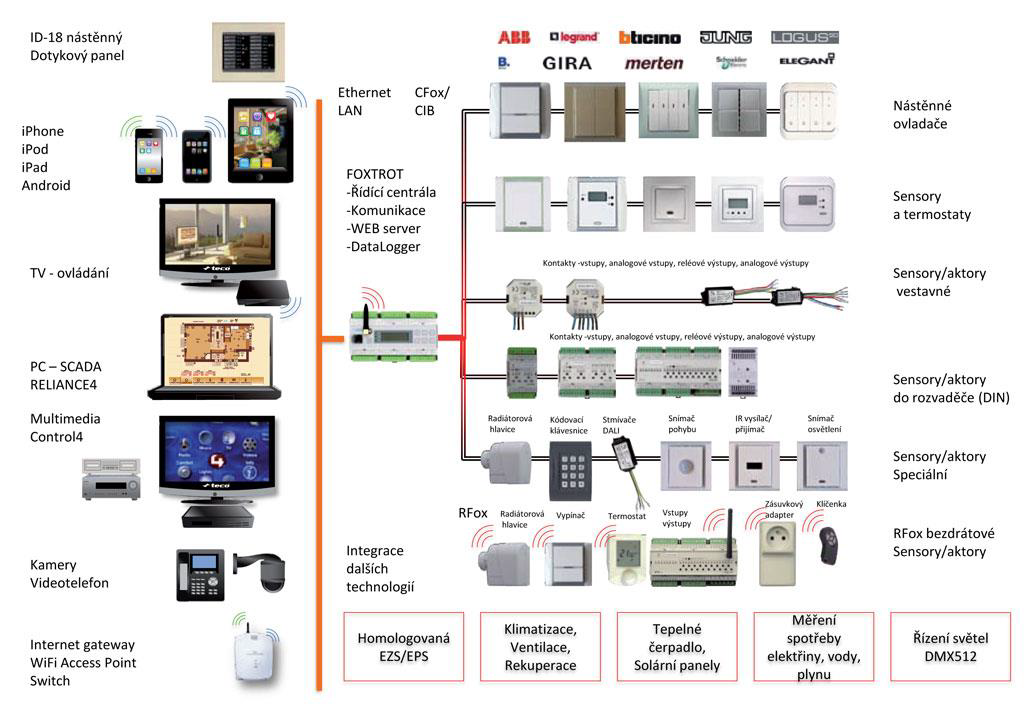 ID-18 nástěnný
Dotykový panel
iPhone
iPod
iPad
Android
TV - ovládání
teco
PC – SCADA
RELIANCE4
Multimedia
Control4
teco
Kamery
Videotelefon
Internet gateway
WiFi Access Point
Switch
Ethernet
LAN
CFox/
CIB
FOXTROT
-Řídící centrála
-Komunikace
-WEB server
-DataLogger
ABB legrand bticino JUNG LOGUS90
B. GIRA merten Schneider Electric ELEGANT
Nástěnné
ovladače
Sensory
a termostaty
Kontakty -vstupy, analogové vstupy, reléové výstupy, analogové výstupy
Sensory/aktory
vestavné
Kontakty -vstupy, analogové vstupy, reléové výstupy, analogové výstupy
Sensory/aktory
do rozvaděče (DIN)
Radiátorová
hlavice
Kódovací
klávesnice
Stmívače
DALI
Snímač
pohybu
IR vysílač/
přijímač
Snímač
osvětlení
Sensory/aktory
Speciální
RFox
Radiátorová
hlavice
Vypínač
Termostat
Vstupy
výstupy
Zásuvkový
adapter
Klíčenka
RFox bezdrátové
Sensory/aktory
Integrace
dalších
technologií
Homologovaná
EZS/EPS
Klimatizace,
Ventilace,
Rekuperace
Tepelné
čerpadlo,
Solární panely
Měření
spotřeby
elektřiny, vody,
plynu
Řízení světel
DMX512